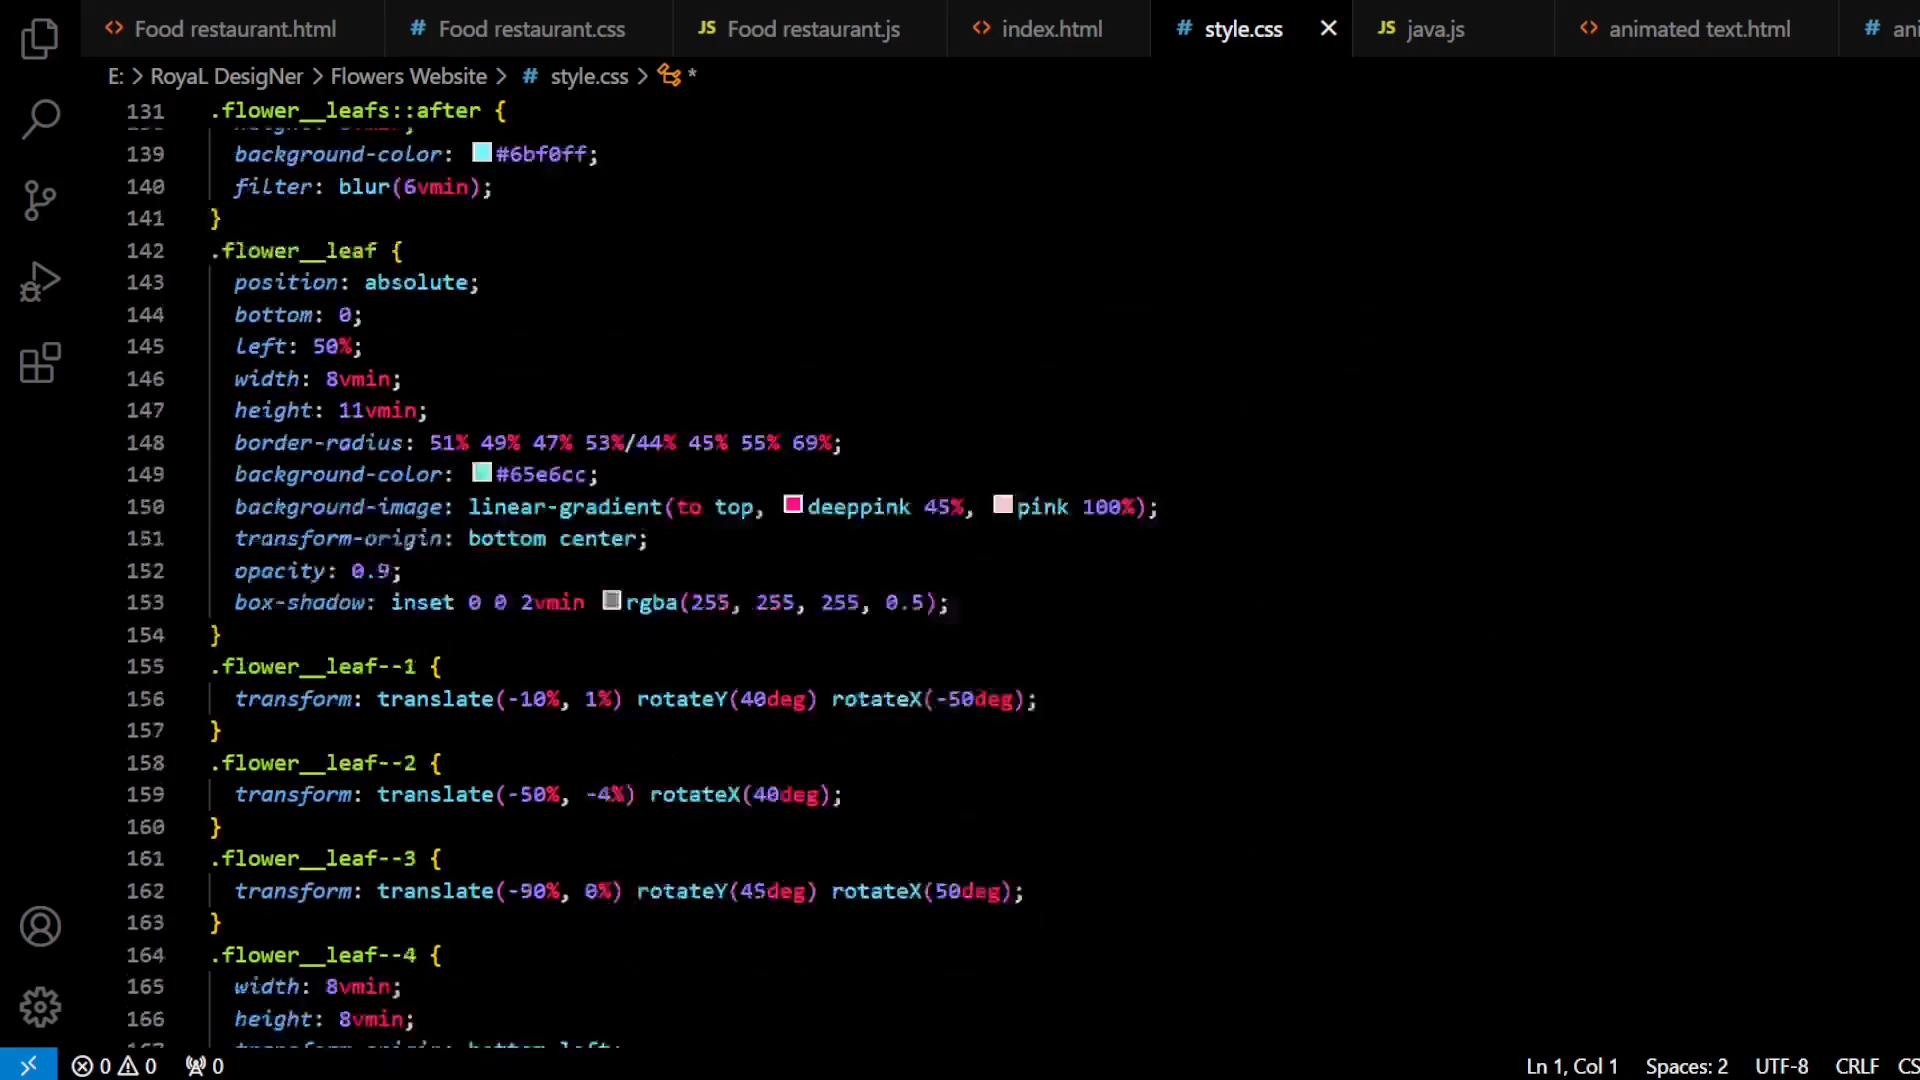 Food restaurant.html
# Food restaurant.css
JS Food restaurant.js
index.html
# style.css
JS java.js
animated text.html
# ani
E: > RoyaL DesigNer > Flowers Website > # style.css > *
131 .flower__leafs::after {
139 background-color: #6bf0ff;
140 filter: blur(6vmin);
141 }
142 .flower__leaf {
143 position: absolute;
144 bottom: 0;
145 left: 50%;
146 width: 8vmin;
147 height: 11vmin;
148 border-radius: 51% 49% 47% 53%/44% 45% 55% 69%;
149 background-color: #65e6cc;
150 background-image: linear-gradient(to top, deeppink 45%, pink 100%);
151 transform-origin: bottom center;
152 opacity: 0.9;
153 box-shadow: inset 0 0 2vmin rgba(255, 255, 255, 0.5);
154 }
155 .flower__leaf--1 {
156 transform: translate(-10%, 1%) rotateY(40deg) rotateX(-50deg);
157 }
158 .flower__leaf--2 {
159 transform: translate(-50%, -4%) rotateX(40deg);
160 }
161 .flower__leaf--3 {
162 transform: translate(-90%, 0%) rotateY(45deg) rotateX(50deg);
163 }
164 .flower__leaf--4 {
165 width: 8vmin;
166 height: 8vmin;
0 0 0
Ln 1, Col 1 Spaces: 2 UTF-8 CRLF CS